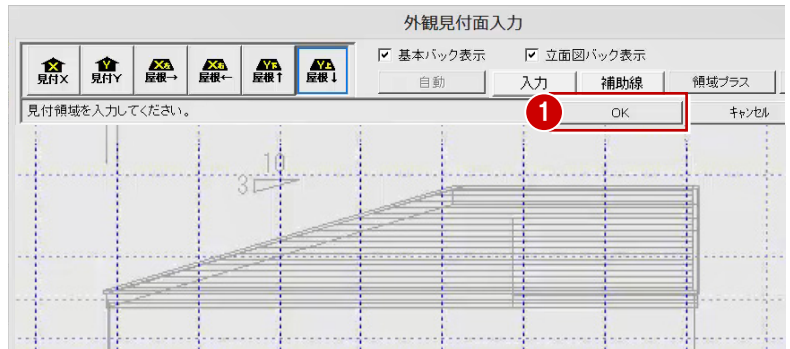 外観見付面入力
基本バック表示 立面図バック表示
見付X 見付Y 屋根→ 屋根← 屋根↑ 屋根↓
自動 入力 補助線 領域プラス
見付領域を入力してください。
1 OK キャンセル
10
3